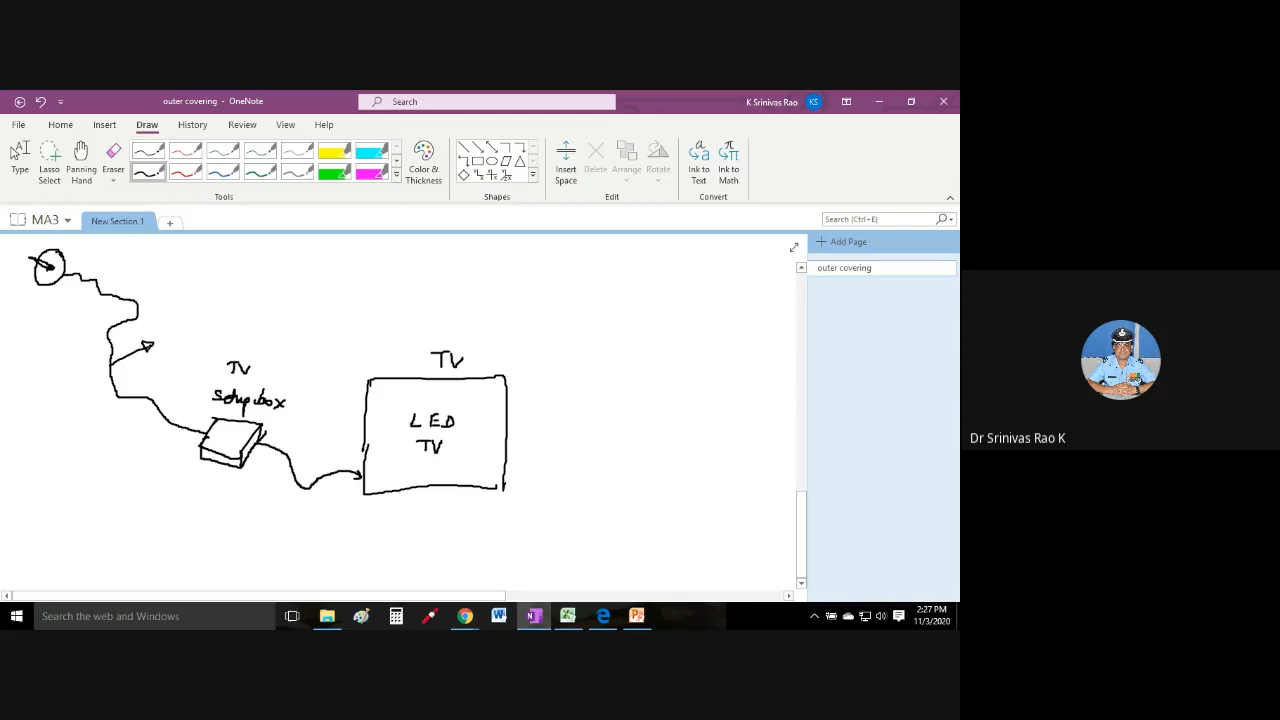 outer covering - OneNote
Search
K Srinivas Rao
KS
File
Home
Insert
Draw
History
Review
View
Help
Type
Lasso Select
Panning Hand
Eraser
Color & Thickness
Insert Space
Delete
Arrange
Rotate
Ink to Text
Ink to Math
Tools
Shapes
Edit
Convert
MA3
New Section 1
Search (Ctrl+E)
Add Page
outer covering
TV
setup box
TV
LED
TV
Dr Srinivas Rao K
Search the web and Windows
2:27 PM
11/3/2020